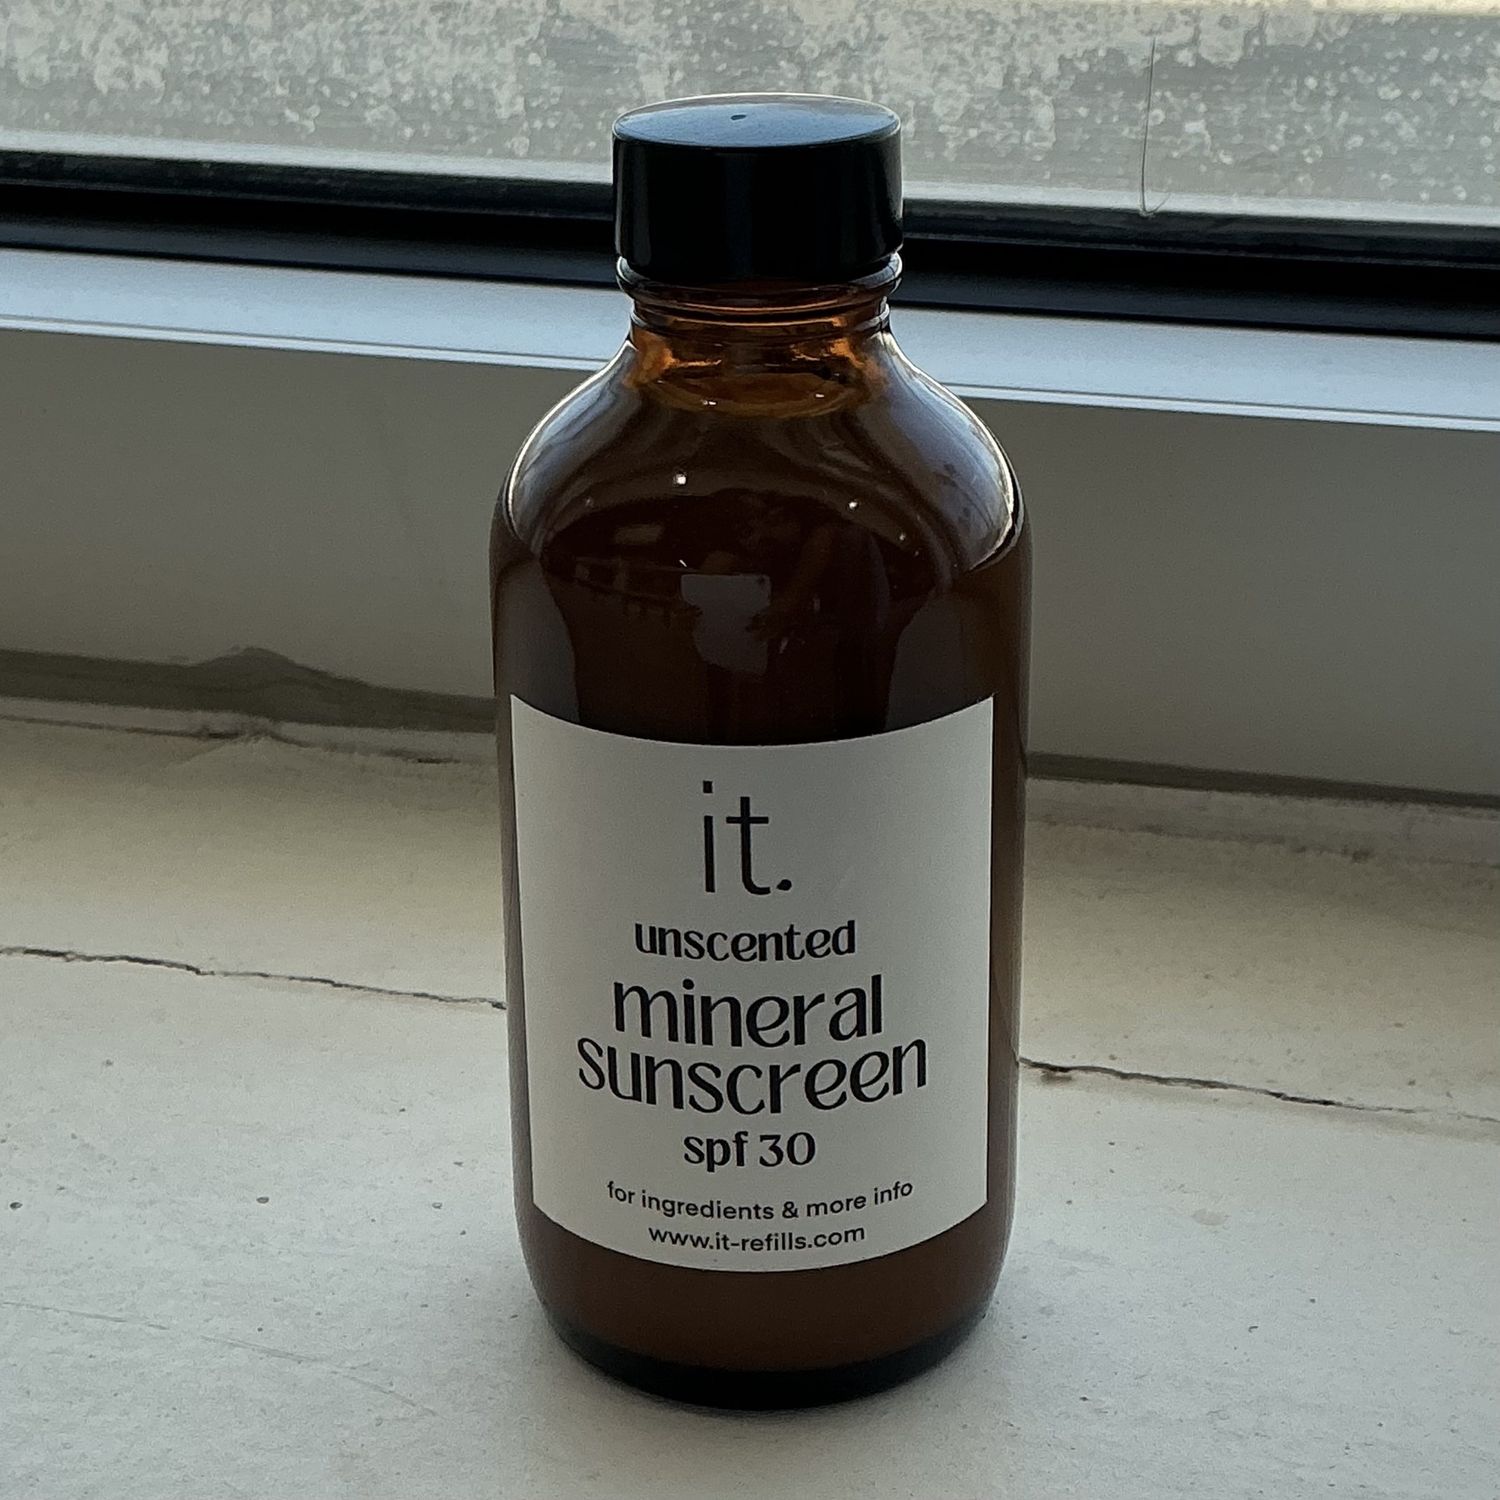 it.
unscented
mineral
sunscreen
spf 30
for ingredients & more info
www.it-refills.com